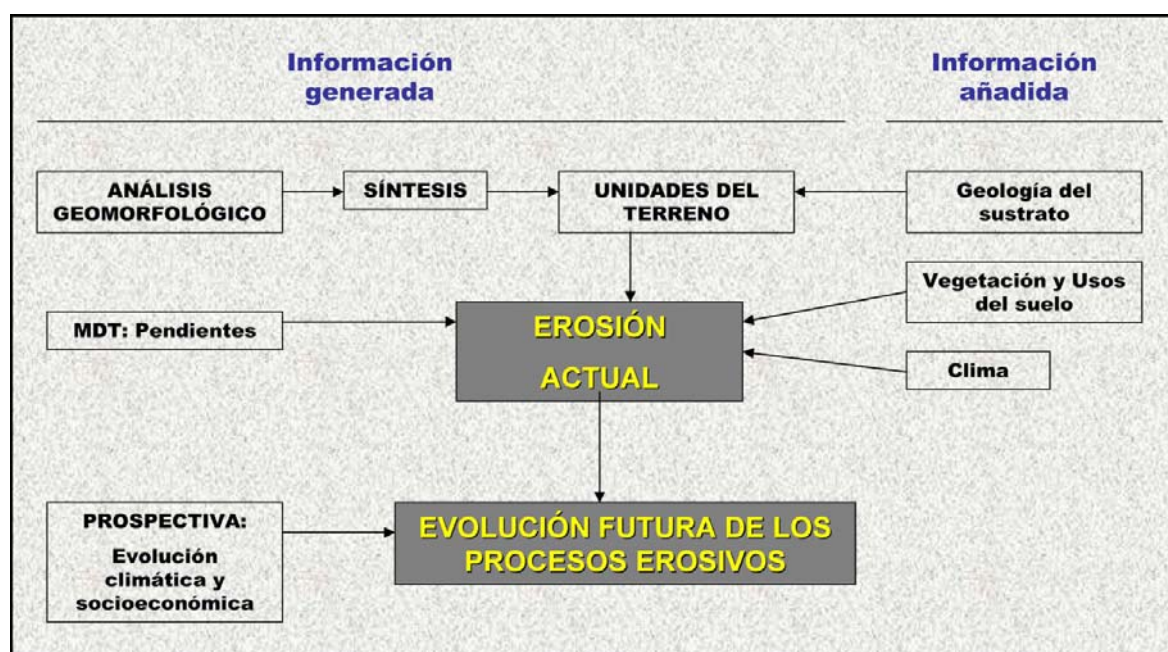 Información
generada
Información
añadida
ANÁLISIS
GEOMORFOLÓGICO
SÍNTESIS
UNIDADES DEL
TERRENO
Geología del
sustrato
Vegetación y Usos
del suelo
MDT: Pendientes
EROSIÓN
ACTUAL
Clima
PROSPECTIVA:
Evolución
climática y
socioeconómica
EVOLUCIÓN FUTURA DE LOS
PROCESOS EROSIVOS